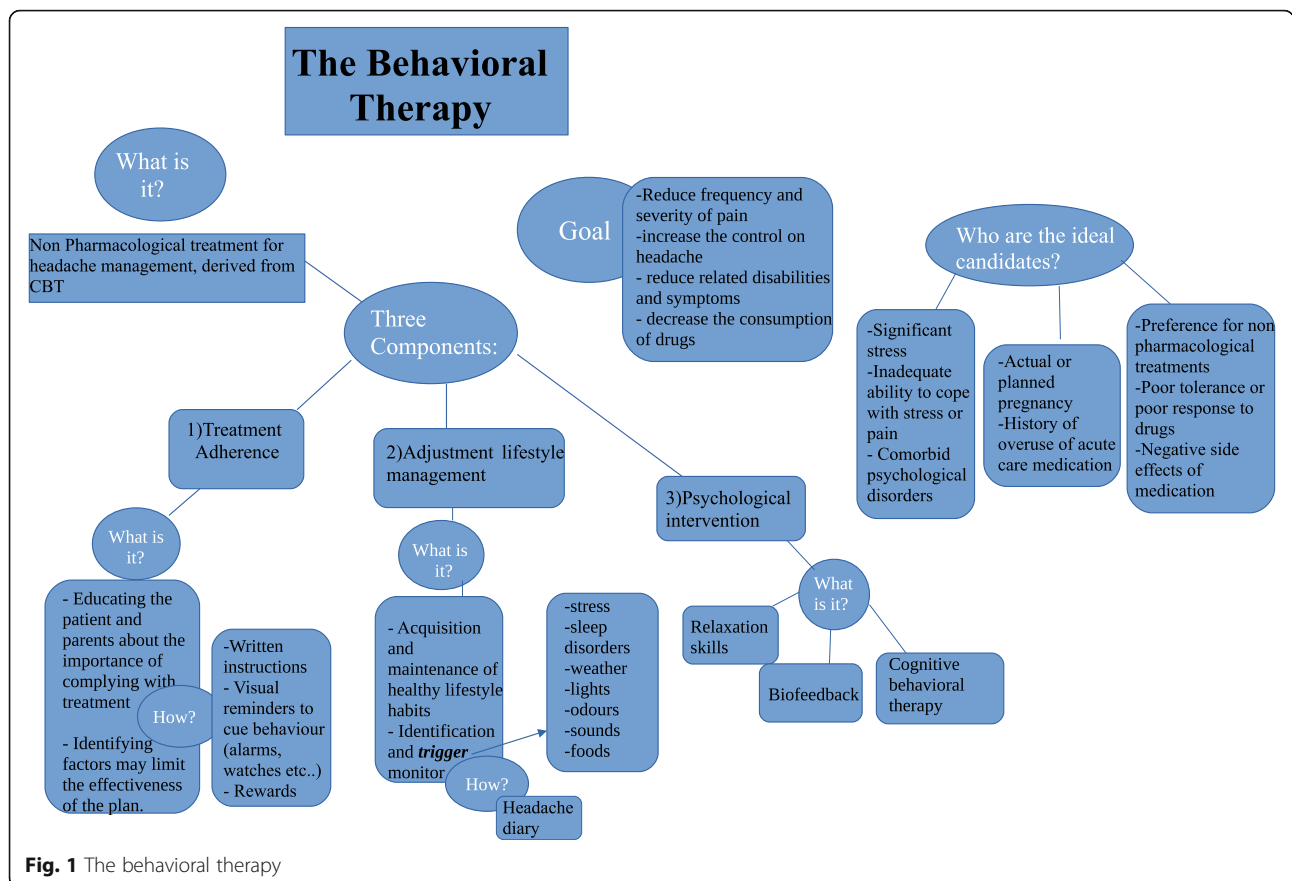 The Behavioral
Therapy
What is
it?
Non Pharmacological treatment for
headache management, derived from
CBT
Goal
-Reduce frequency and
severity of pain
-increase the control on
headache
- reduce related disabilities
and symptoms
- decrease the consumption
of drugs
Who are the ideal
candidates?
-Significant
stress
-Inadequate
ability to cope
with stress or
pain
- Comorbid
psychological
disorders
-Actual or
planned
pregnancy
-History of
overuse of acute
care medication
-Preference for non
pharmacological
treatments
-Poor tolerance or
poor response to
drugs
-Negative side
effects of
medication
Three
Components:
1)Treatment
Adherence
What is
it?
- Educating the
patient and
parents about the
importance of
complying with
treatment
- Identifying
factors may limit
the effectiveness
of the plan.
How?
-Written
instructions
- Visual
reminders to
cue behaviour
(alarms,
watches etc..)
- Rewards
2)Adjustment lifestyle
management
What is
it?
- Acquisition
and
maintenance of
healthy lifestyle
habits
- Identification
and trigger
monitor
How?
Headache
diary
-stress
-sleep
disorders
-weather
-lights
-odours
-sounds
-foods
3)Psychological
intervention
What
is it?
Relaxation
skills
Biofeedback
Cognitive
behavioral
therapy
Fig. 1 The behavioral therapy